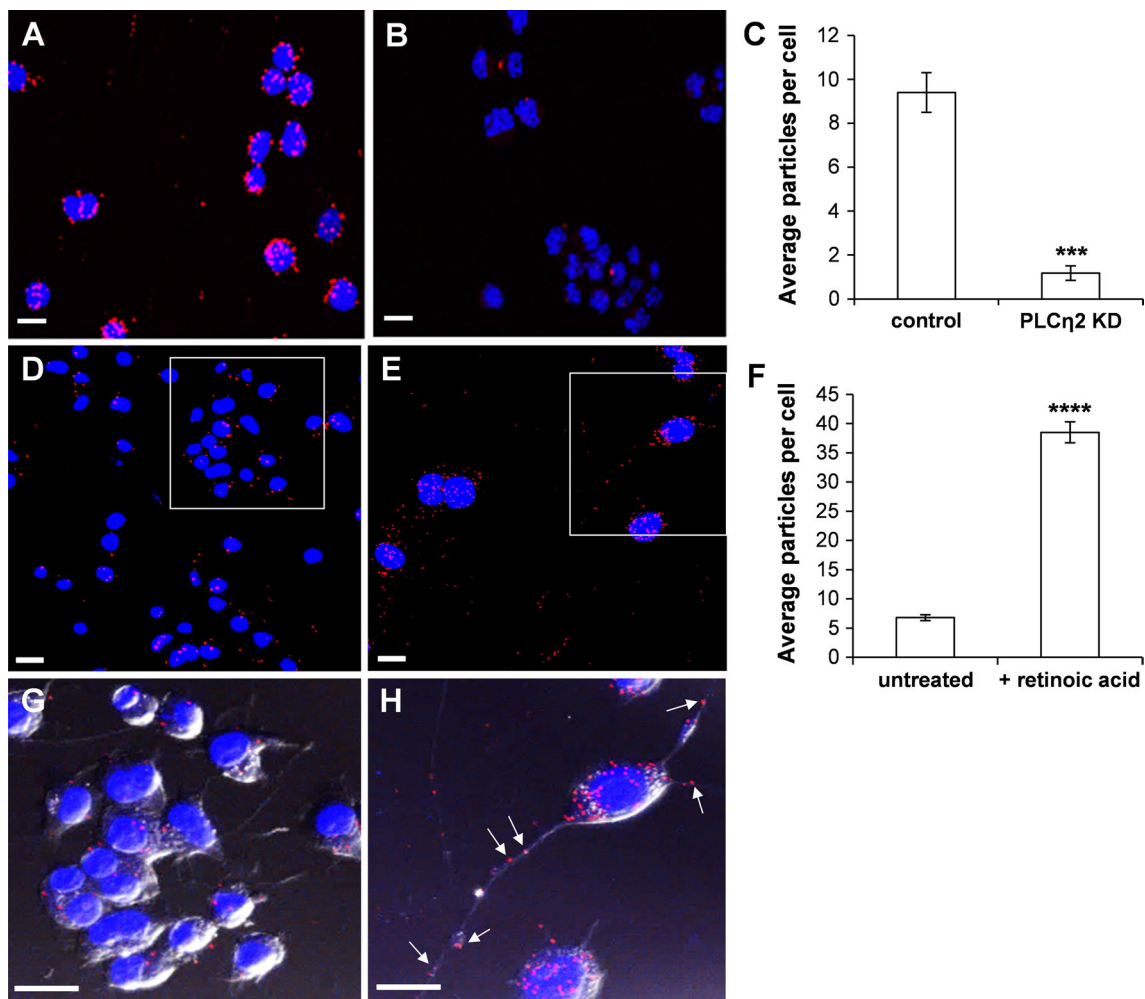 A
B
C
Average particles per cell
12
10
8
6
4
2
0
***
control
PLCη2 KD
D
E
F
Average particles per cell
45
40
35
30
25
20
15
10
5
0
****
untreated
+ retinoic acid
G
H